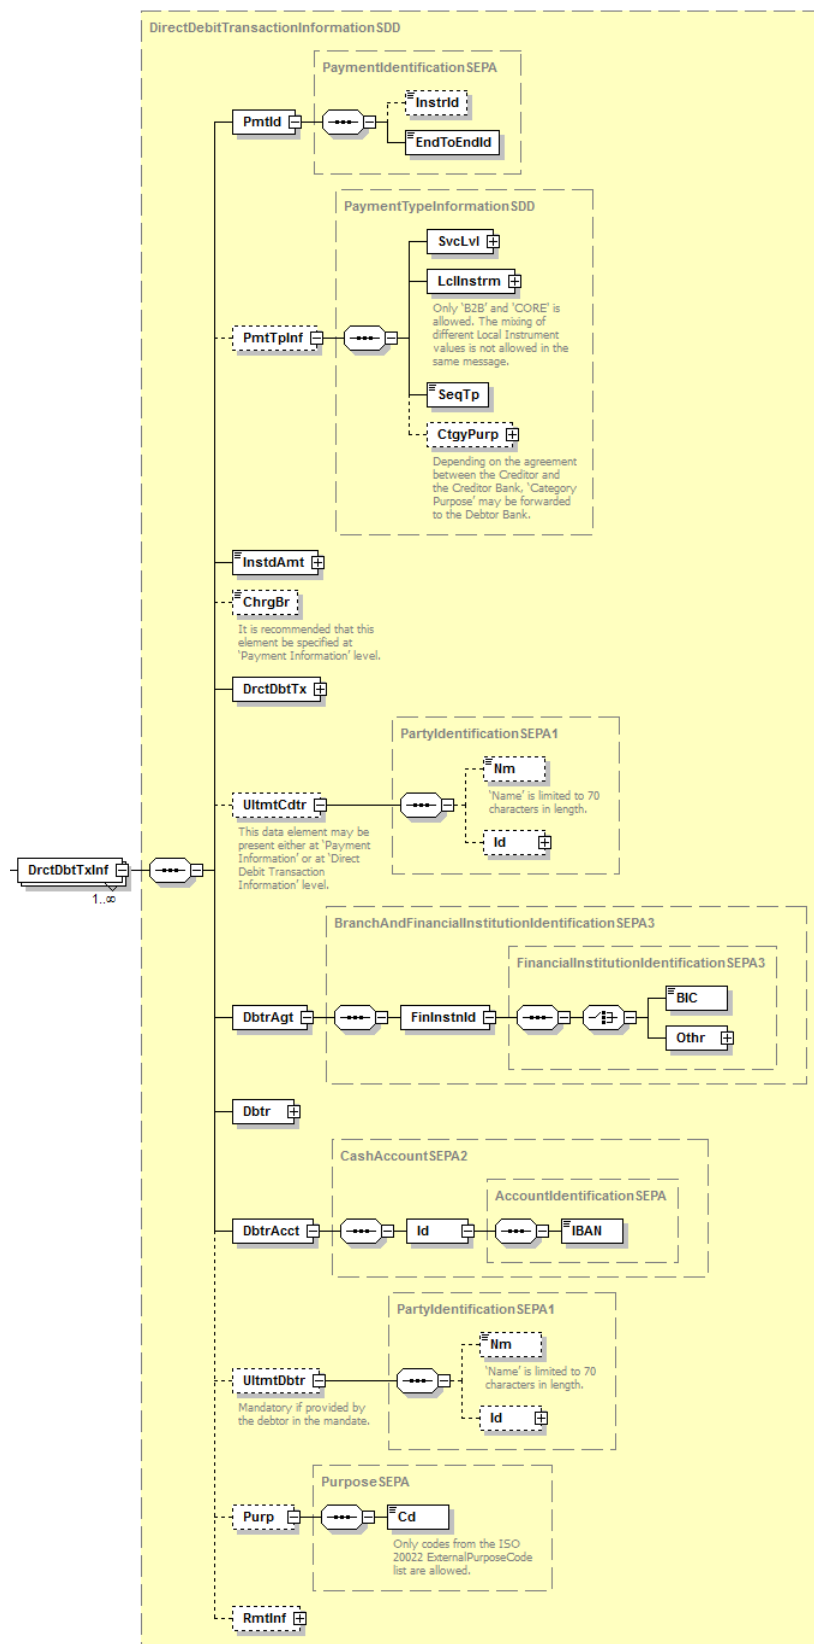 DirectDebitTransactionInformationSDD
PaymentIdentificationSEPA
InstrId
PmtId
EndToEndId
PaymentTypeInformationSDD
SvcLvl
LclInstrm
Only 'B2B' and 'CORE' is
allowed. The mixing of
different Local Instrument
values is not allowed in the
same message.
PmtTpInf
SeqTp
CtgyPurp
Depending on the agreement
between the Creditor and
the Creditor Bank, 'Category
Purpose' may be forwarded
to the Debtor Bank.
InstdAmt
ChrgBr
It is recommended that this
element be specified at
'Payment Information' level.
DrctDbtTx
PartyIdentificationSEPA1
Nm
'Name' is limited to 70
characters in length.
UltmtCdtr
This data element may be
present either at 'Payment
Information' or at 'Direct
Debit Transaction
Information' level.
Id
DrctDbtTxInf
1..∞
BranchAndFinancialInstitutionIdentificationSEPA3
FinancialInstitutionIdentificationSEPA3
BIC
DbtrAgt
FinInstnId
Othr
Dbtr
CashAccountSEPA2
AccountIdentificationSEPA
DbtrAcct
Id
IBAN
PartyIdentificationSEPA1
Nm
'Name' is limited to 70
characters in length.
UltmtDbtr
Mandatory if provided by
the debtor in the mandate.
Id
PurposeSEPA
Purp
Cd
Only codes from the ISO
20022 ExternalPurposeCode
list are allowed.
RmtInf